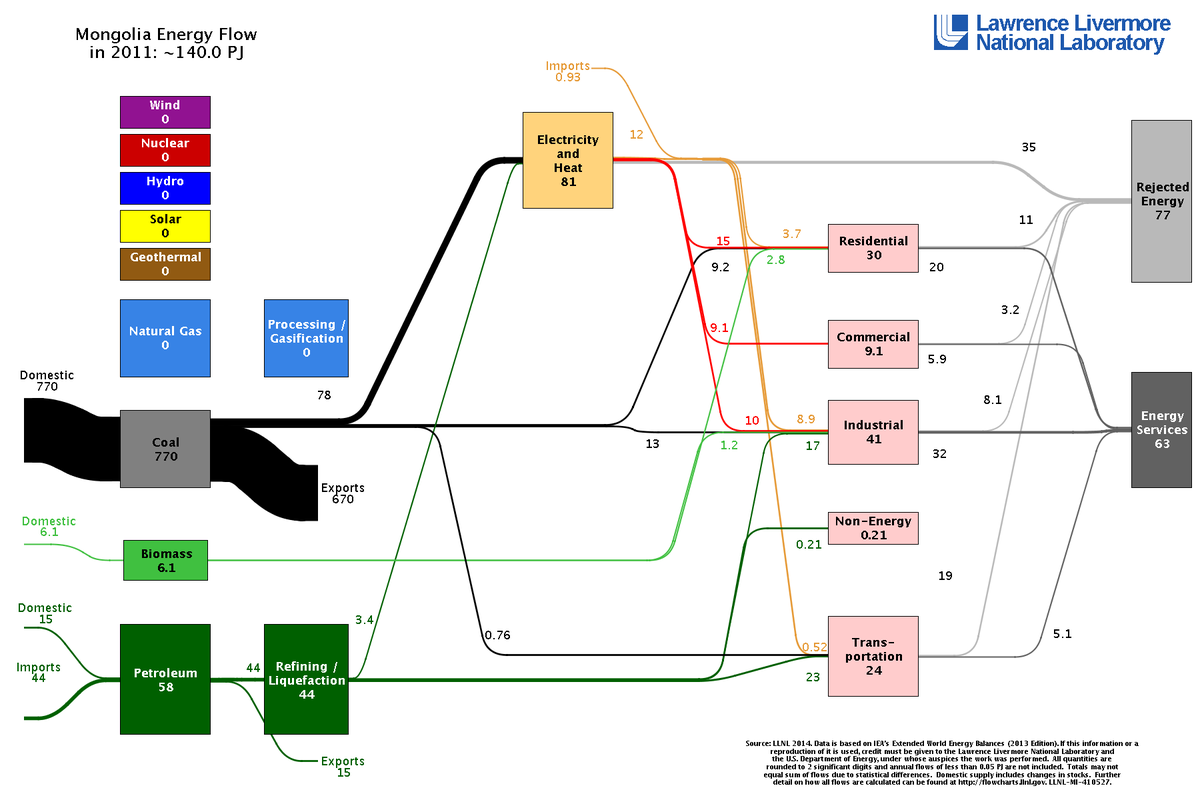 Mongolia Energy Flow
in 2011: ~140.0 PJ
Lawrence Livermore
National Laboratory
Wind
0
Nuclear
0
Hydro
0
Solar
0
Geothermal
0
Natural Gas
0
Processing /
Gasification
0
Domestic
770
Coal
770
78
Exports
670
Domestic
6.1
Biomass
6.1
Domestic
15
Imports
44
Petroleum
58
44
Refining /
Liquefaction
44
3.4
Exports
15
Imports
0.93
Electricity
and
Heat
81
12
15
9.2
3.7
2.8
9.1
10
13
1.2
8.9
17
0.21
0.76
0.52
23
Residential
30
Commercial
9.1
Industrial
41
Non-Energy
0.21
Trans-
portation
24
35
11
20
3.2
5.9
8.1
32
19
5.1
Rejected
Energy
77
Energy
Services
63
Source: LLNL 2014. Data is based on IEA's Extended World Energy Balances (2013 Edition). If this information or a
reproduction of it is used, credit must be given to the Lawrence Livermore National Laboratory and
the U.S. Department of Energy, under whose auspices the work was performed. All quantities are
rounded to 2 significant digits and annual flows of less than 0.05 PJ are not included. Totals may not
equal sum of flows due to statistical differences. Domestic supply includes changes in stocks. Further
detail on how all flows are calculated can be found at http://flowcharts.llnl.gov. LLNL-MI-410527.